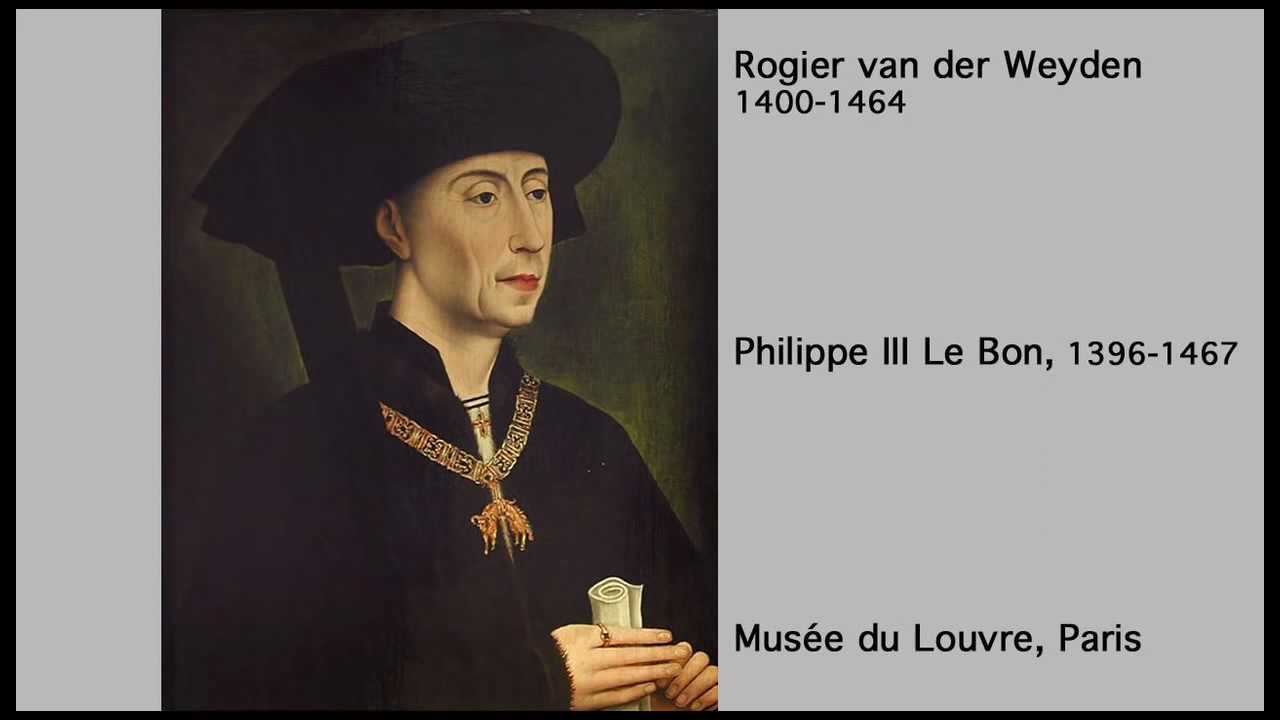 Rogier van der Weyden
1400-1464
Philippe III Le Bon, 1396-1467
Musée du Louvre, Paris